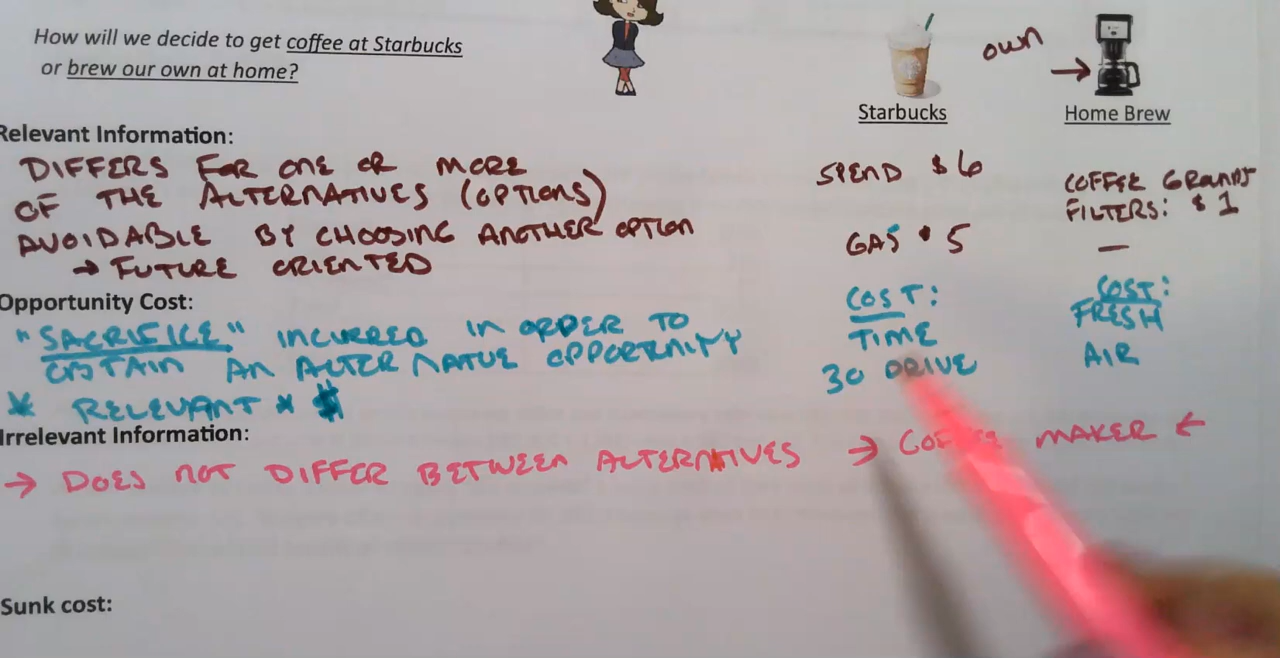 How will we decide to get coffee at Starbucks
or brew our own at home?
own →
Starbucks
Home Brew
Relevant Information:
DIFFERS FOR ONE OR MORE
OF THE ALTERNATIVES (OPTIONS)
AVOIDABLE BY CHOOSING ANOTHER OPTION
→ FUTURE ORIENTED
SPEND $6
GAS $5
COFFEE GROUNDS
FILTERS: $1
—
Opportunity Cost:
"SACRIFICE" INCURRED IN ORDER TO
OBTAIN AN ALTERNATIVE OPPORTUNITY
* RELEVANT * $
COST:
TIME
30 DRIVE
COST:
FRESH
AIR
Irrelevant Information:
→ DOES NOT DIFFER BETWEEN ALTERNATIVES → COFFEE MAKER ←
Sunk cost: